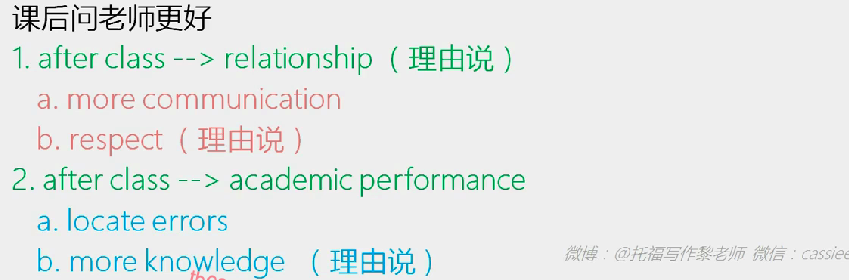 课后问老师更好
1. after class --> relationship（理由说）
a. more communication
b. respect（理由说）
2. after class --> academic performance
a. locate errors
b. more knowledge （理由说）
微博：@托福写作黎老师 微信：cassiee
the-